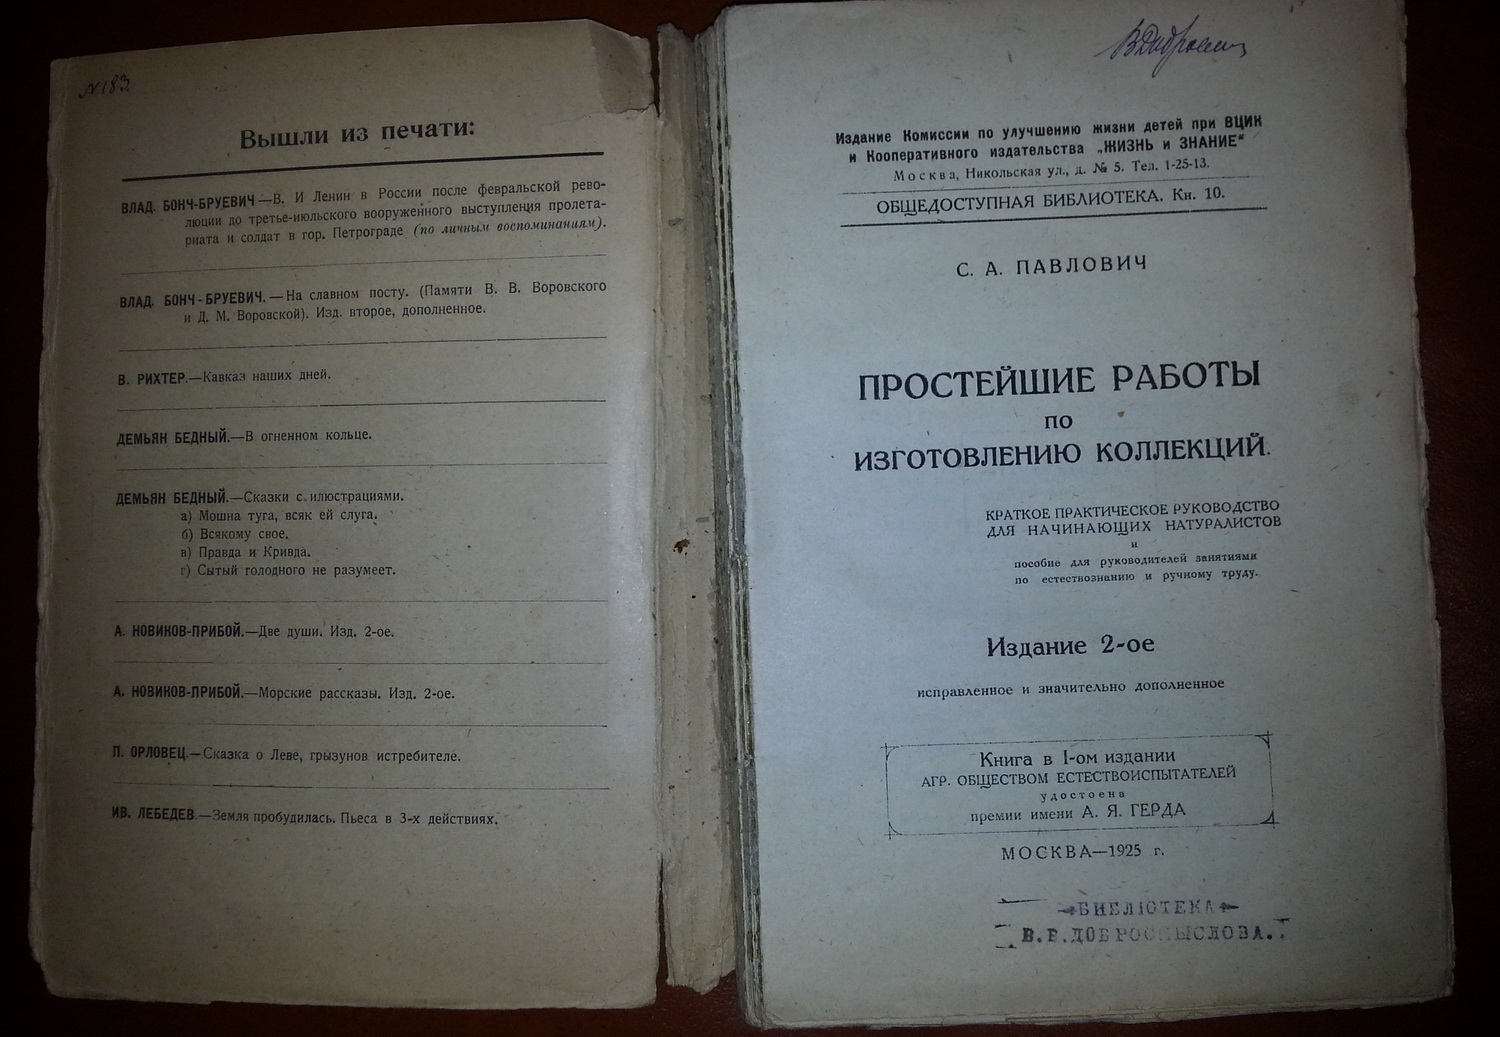 № 183
Вышли из печати:
ВЛАД. БОНЧ-БРУЕВИЧ—В. И Ленин в России после февральской рево-
люции до третье-июльского вооруженного выступления пролета-
риата и солдат в гор. Петрограде (по личным воспоминаниям).
ВЛАД. БОНЧ-БРУЕВИЧ.—На славном посту. (Памяти В. В. Воровского
и Д. М. Воровской). Изд. второе, дополненное.
В. РИХТЕР.—Кавказ наших дней.
ДЕМЬЯН БЕДНЫЙ.—В огненном кольце.
ДЕМЬЯН БЕДНЫЙ.—Сказки с илюстрациями.
а) Мошна туга, всяк ей слуга.
б) Всякому свое.
в) Правда и Кривда.
г) Сытый голодного не разумеет.
А. НОВИКОВ-ПРИБОЙ.—Две души. Изд. 2-ое.
А. НОВИКОВ-ПРИБОЙ.—Морские рассказы. Изд. 2-ое.
П. ОРЛОВЕЦ.—Сказка о Леве, грызунов истребителе.
ИВ. ЛЕБЕДЕВ.—Земля пробудилась. Пьеса в 3-х действиях.
Издание Комиссии по улучшению жизни детей при ВЦИК
и Кооперативного издательства „ЖИЗНЬ и ЗНАНИЕ“
Москва, Никольская ул., д. № 5. Тел. 1-25-13.
ОБЩЕДОСТУПНАЯ БИБЛИОТЕКА. Кн. 10.
С. А. ПАВЛОВИЧ
ПРОСТЕЙШИЕ РАБОТЫ
ПО
ИЗГОТОВЛЕНИЮ КОЛЛЕКЦИЙ.
КРАТКОЕ ПРАКТИЧЕСКОЕ РУКОВОДСТВО
ДЛЯ НАЧИНАЮЩИХ НАТУРАЛИСТОВ
и
пособие для руководителей занятиями
по естествознанию и ручному труду.
Издание 2-ое
исправленное и значительно дополненное
Книга в I-ом издании
АГР. ОБЩЕСТВОМ ЕСТЕСТВОИСПЫТАТЕЛЕЙ
удостоена
премии имени А. Я. ГЕРДА
МОСКВА—1925 г.
БИБЛІОТЕКА
В.В.ДОБРОСМЫСЛОВА.